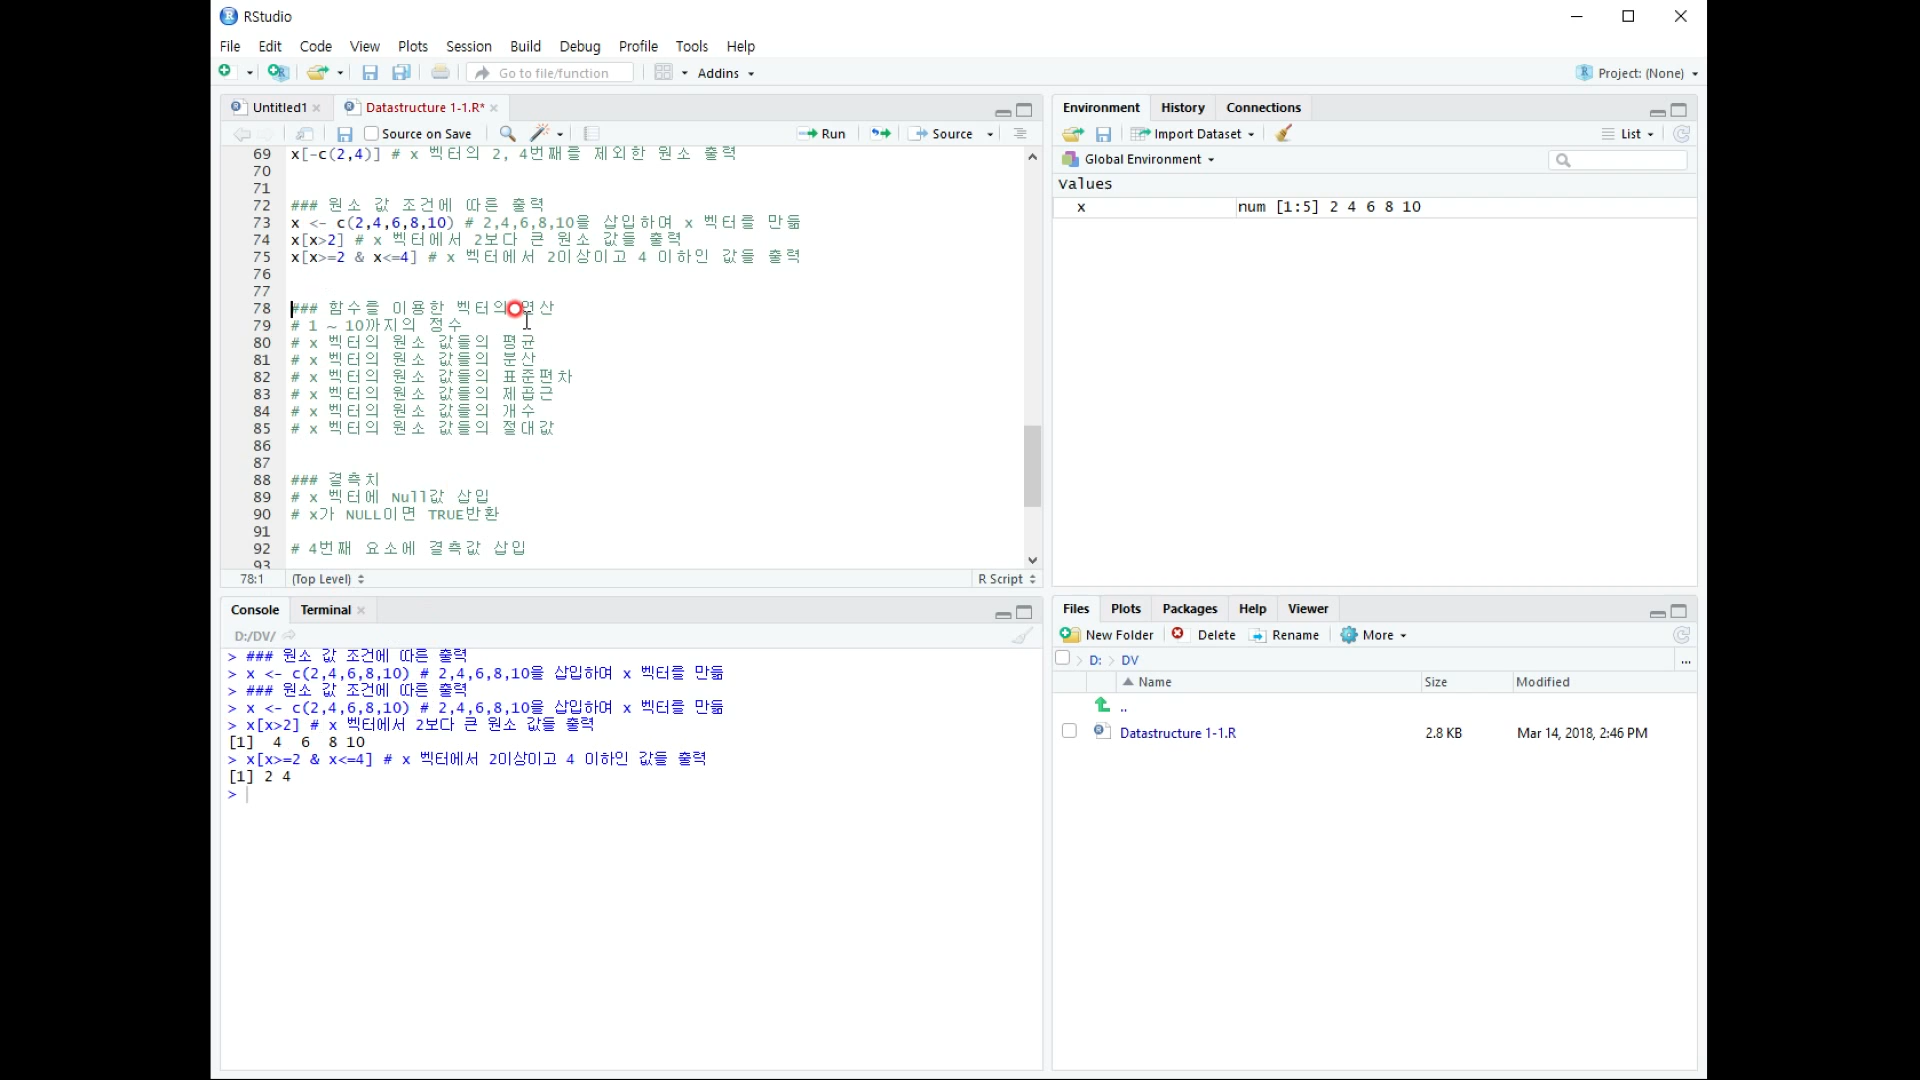 RStudio
File Edit Code View Plots Session Build Debug Profile Tools Help
Go to file/function Addins Project: (None)
Untitled1 Datastructure 1-1.R*
Source on Save Run Source
69 x[-c(2,4)] # x 벡터의 2, 4번째를 제외한 원소 출력
70
71
72 ### 원소 값 조건에 따른 출력
73 x <- c(2,4,6,8,10) # 2,4,6,8,10을 삽입하여 x 벡터를 만듦
74 x[x>2] # x 벡터에서 2보다 큰 원소 값들 출력
75 x[x>=2 & x<=4] # x 벡터에서 2이상이고 4 이하인 값들 출력
76
77
78 ### 함수를 이용한 벡터의 연산
79 # 1 ~ 10까지의 정수
80 # x 벡터의 원소 값들의 평균
81 # x 벡터의 원소 값들의 분산
82 # x 벡터의 원소 값들의 표준편차
83 # x 벡터의 원소 값들의 제곱근
84 # x 벡터의 원소 값들의 개수
85 # x 벡터의 원소 값들의 절대값
86
87
88 ### 결측치
89 # x 벡터에 Null값 삽입
90 # x가 NULL이면 TRUE반환
91
92 # 4번째 요소에 결측값 삽입
93
78:1 (Top Level) R Script
Console Terminal
D:/DV/
> ### 원소 값 조건에 따른 출력
> x <- c(2,4,6,8,10) # 2,4,6,8,10을 삽입하여 x 벡터를 만듦
> ### 원소 값 조건에 따른 출력
> x <- c(2,4,6,8,10) # 2,4,6,8,10을 삽입하여 x 벡터를 만듦
> x[x>2] # x 벡터에서 2보다 큰 원소 값들 출력
[1] 4 6 8 10
> x[x>=2 & x<=4] # x 벡터에서 2이상이고 4 이하인 값들 출력
[1] 2 4
>
Environment History Connections
Import Dataset List
Global Environment
Values
x num [1:5] 2 4 6 8 10
Files Plots Packages Help Viewer
New Folder Delete Rename More
D: DV ...
Name Size Modified
..
Datastructure 1-1.R 2.8 KB Mar 14, 2018, 2:46 PM